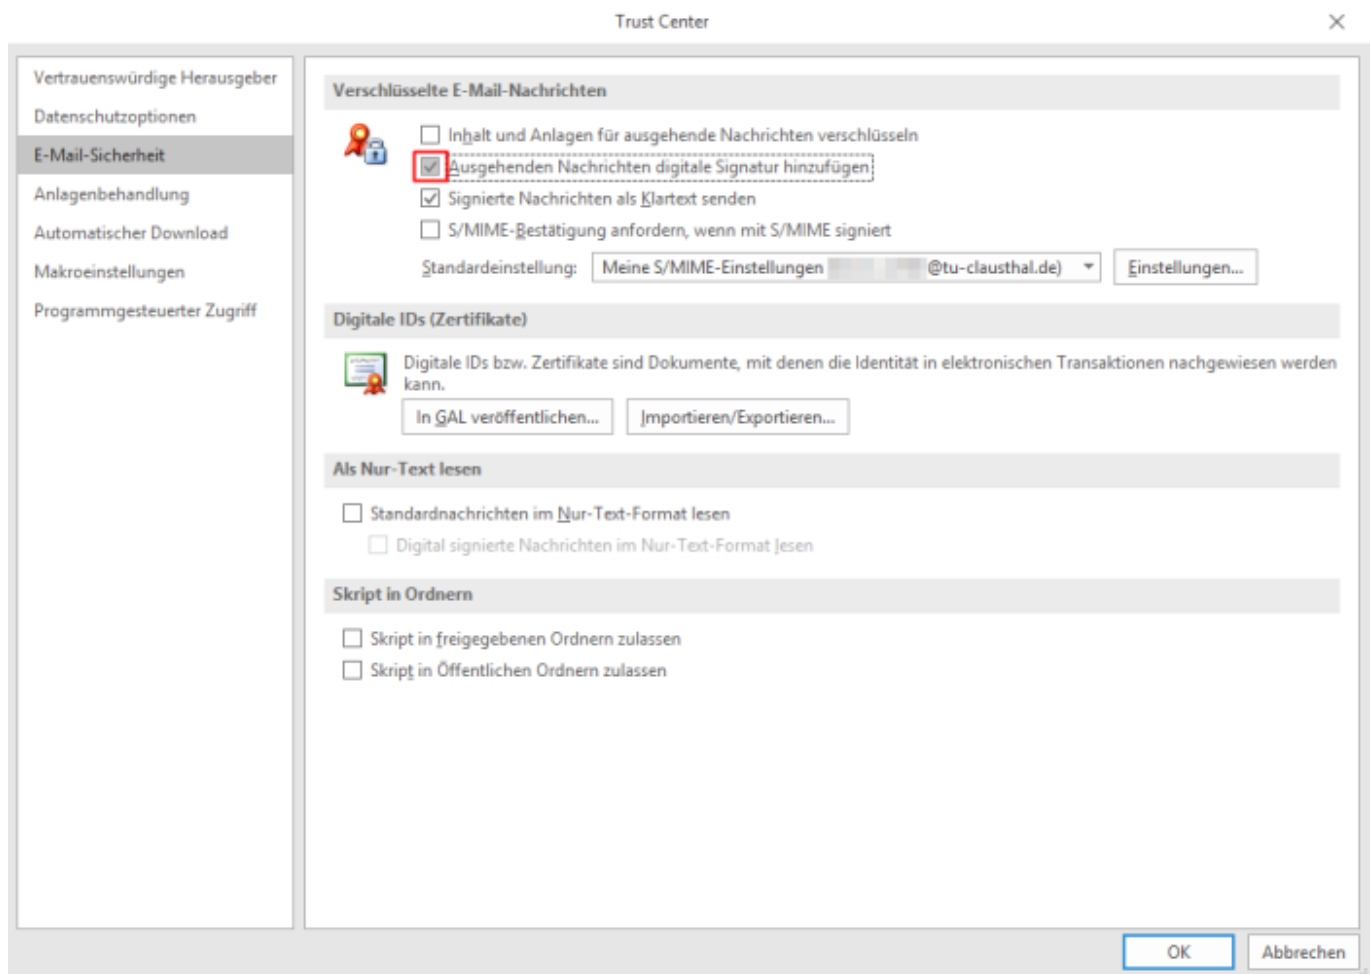 Trust Center
Vertrauenswürdige Herausgeber
Datenschutzoptionen
E-Mail-Sicherheit
Anlagenbehandlung
Automatischer Download
Makroeinstellungen
Programmgesteuerter Zugriff
Verschlüsselte E-Mail-Nachrichten
Inhalt und Anlagen für ausgehende Nachrichten verschlüsseln
Ausgehenden Nachrichten digitale Signatur hinzufügen
Signierte Nachrichten als Klartext senden
S/MIME-Bestätigung anfordern, wenn mit S/MIME signiert
Standardeinstellung: Meine S/MIME-Einstellungen @tu-clausthal.de) Einstellungen...
Digitale IDs (Zertifikate)
Digitale IDs bzw. Zertifikate sind Dokumente, mit denen die Identität in elektronischen Transaktionen nachgewiesen werden
kann.
In GAL veröffentlichen... Importieren/Exportieren...
Als Nur-Text lesen
Standardnachrichten im Nur-Text-Format lesen
Digital signierte Nachrichten im Nur-Text-Format lesen
Skript in Ordnern
Skript in freigegebenen Ordnern zulassen
Skript in Öffentlichen Ordnern zulassen
OK Abbrechen